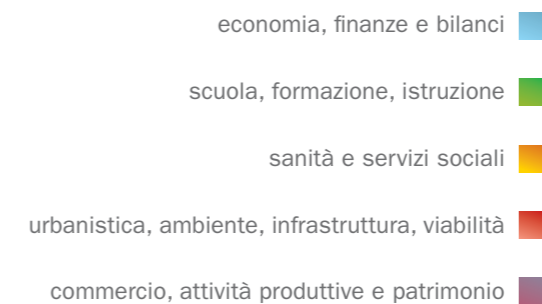 economia, finanze e bilanci
scuola, formazione, istruzione
sanità e servizi sociali
urbanistica, ambiente, infrastruttura, viabilità
commercio, attività produttive e patrimonio